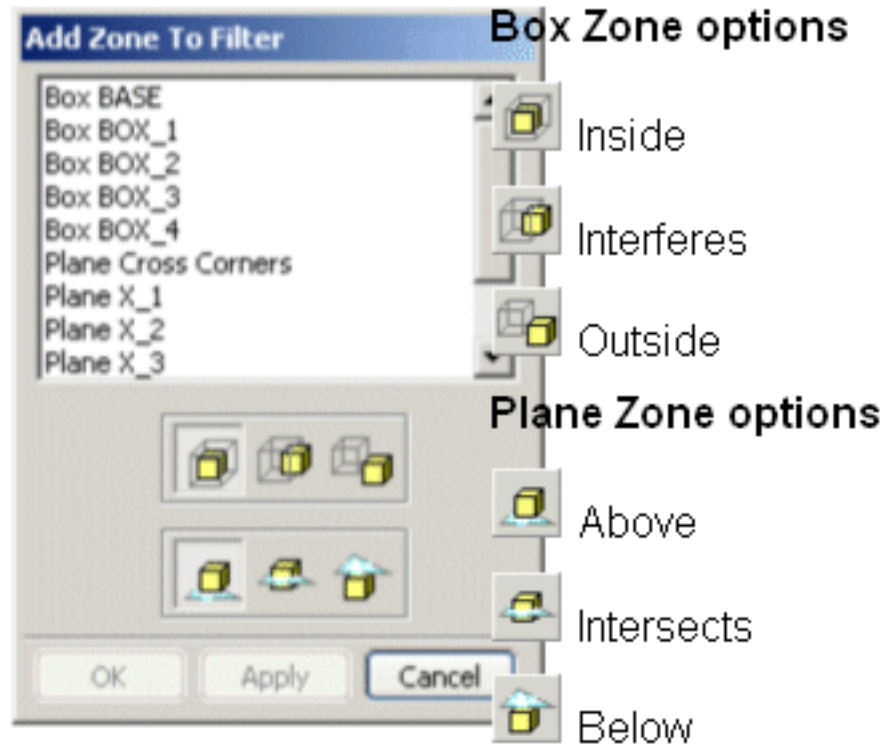 Add Zone To Filter
Box BASE
Box BOX_1
Box BOX_2
Box BOX_3
Box BOX_4
Plane Cross Corners
Plane X_1
Plane X_2
Plane X_3
OK
Apply
Cancel
Box Zone options
Inside
Interferes
Outside
Plane Zone options
Above
Intersects
Below